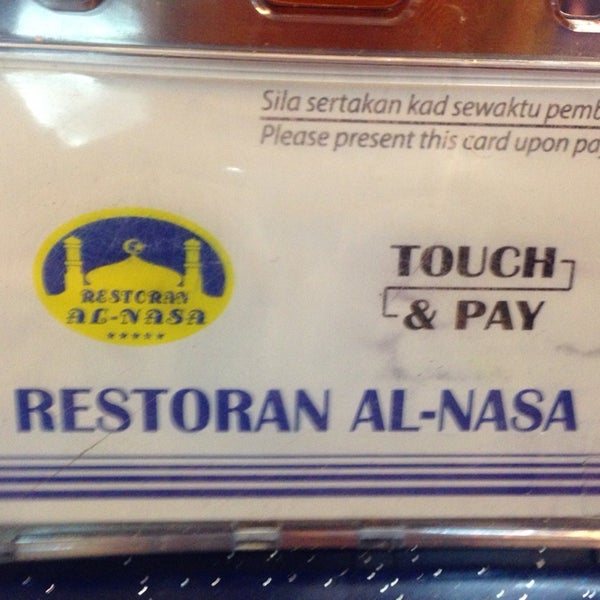 Sila sertakan kad sewaktu
Please present this card upon
RESTORAN
AL-NASA
TOUCH
& PAY
RESTORAN AL-NASA